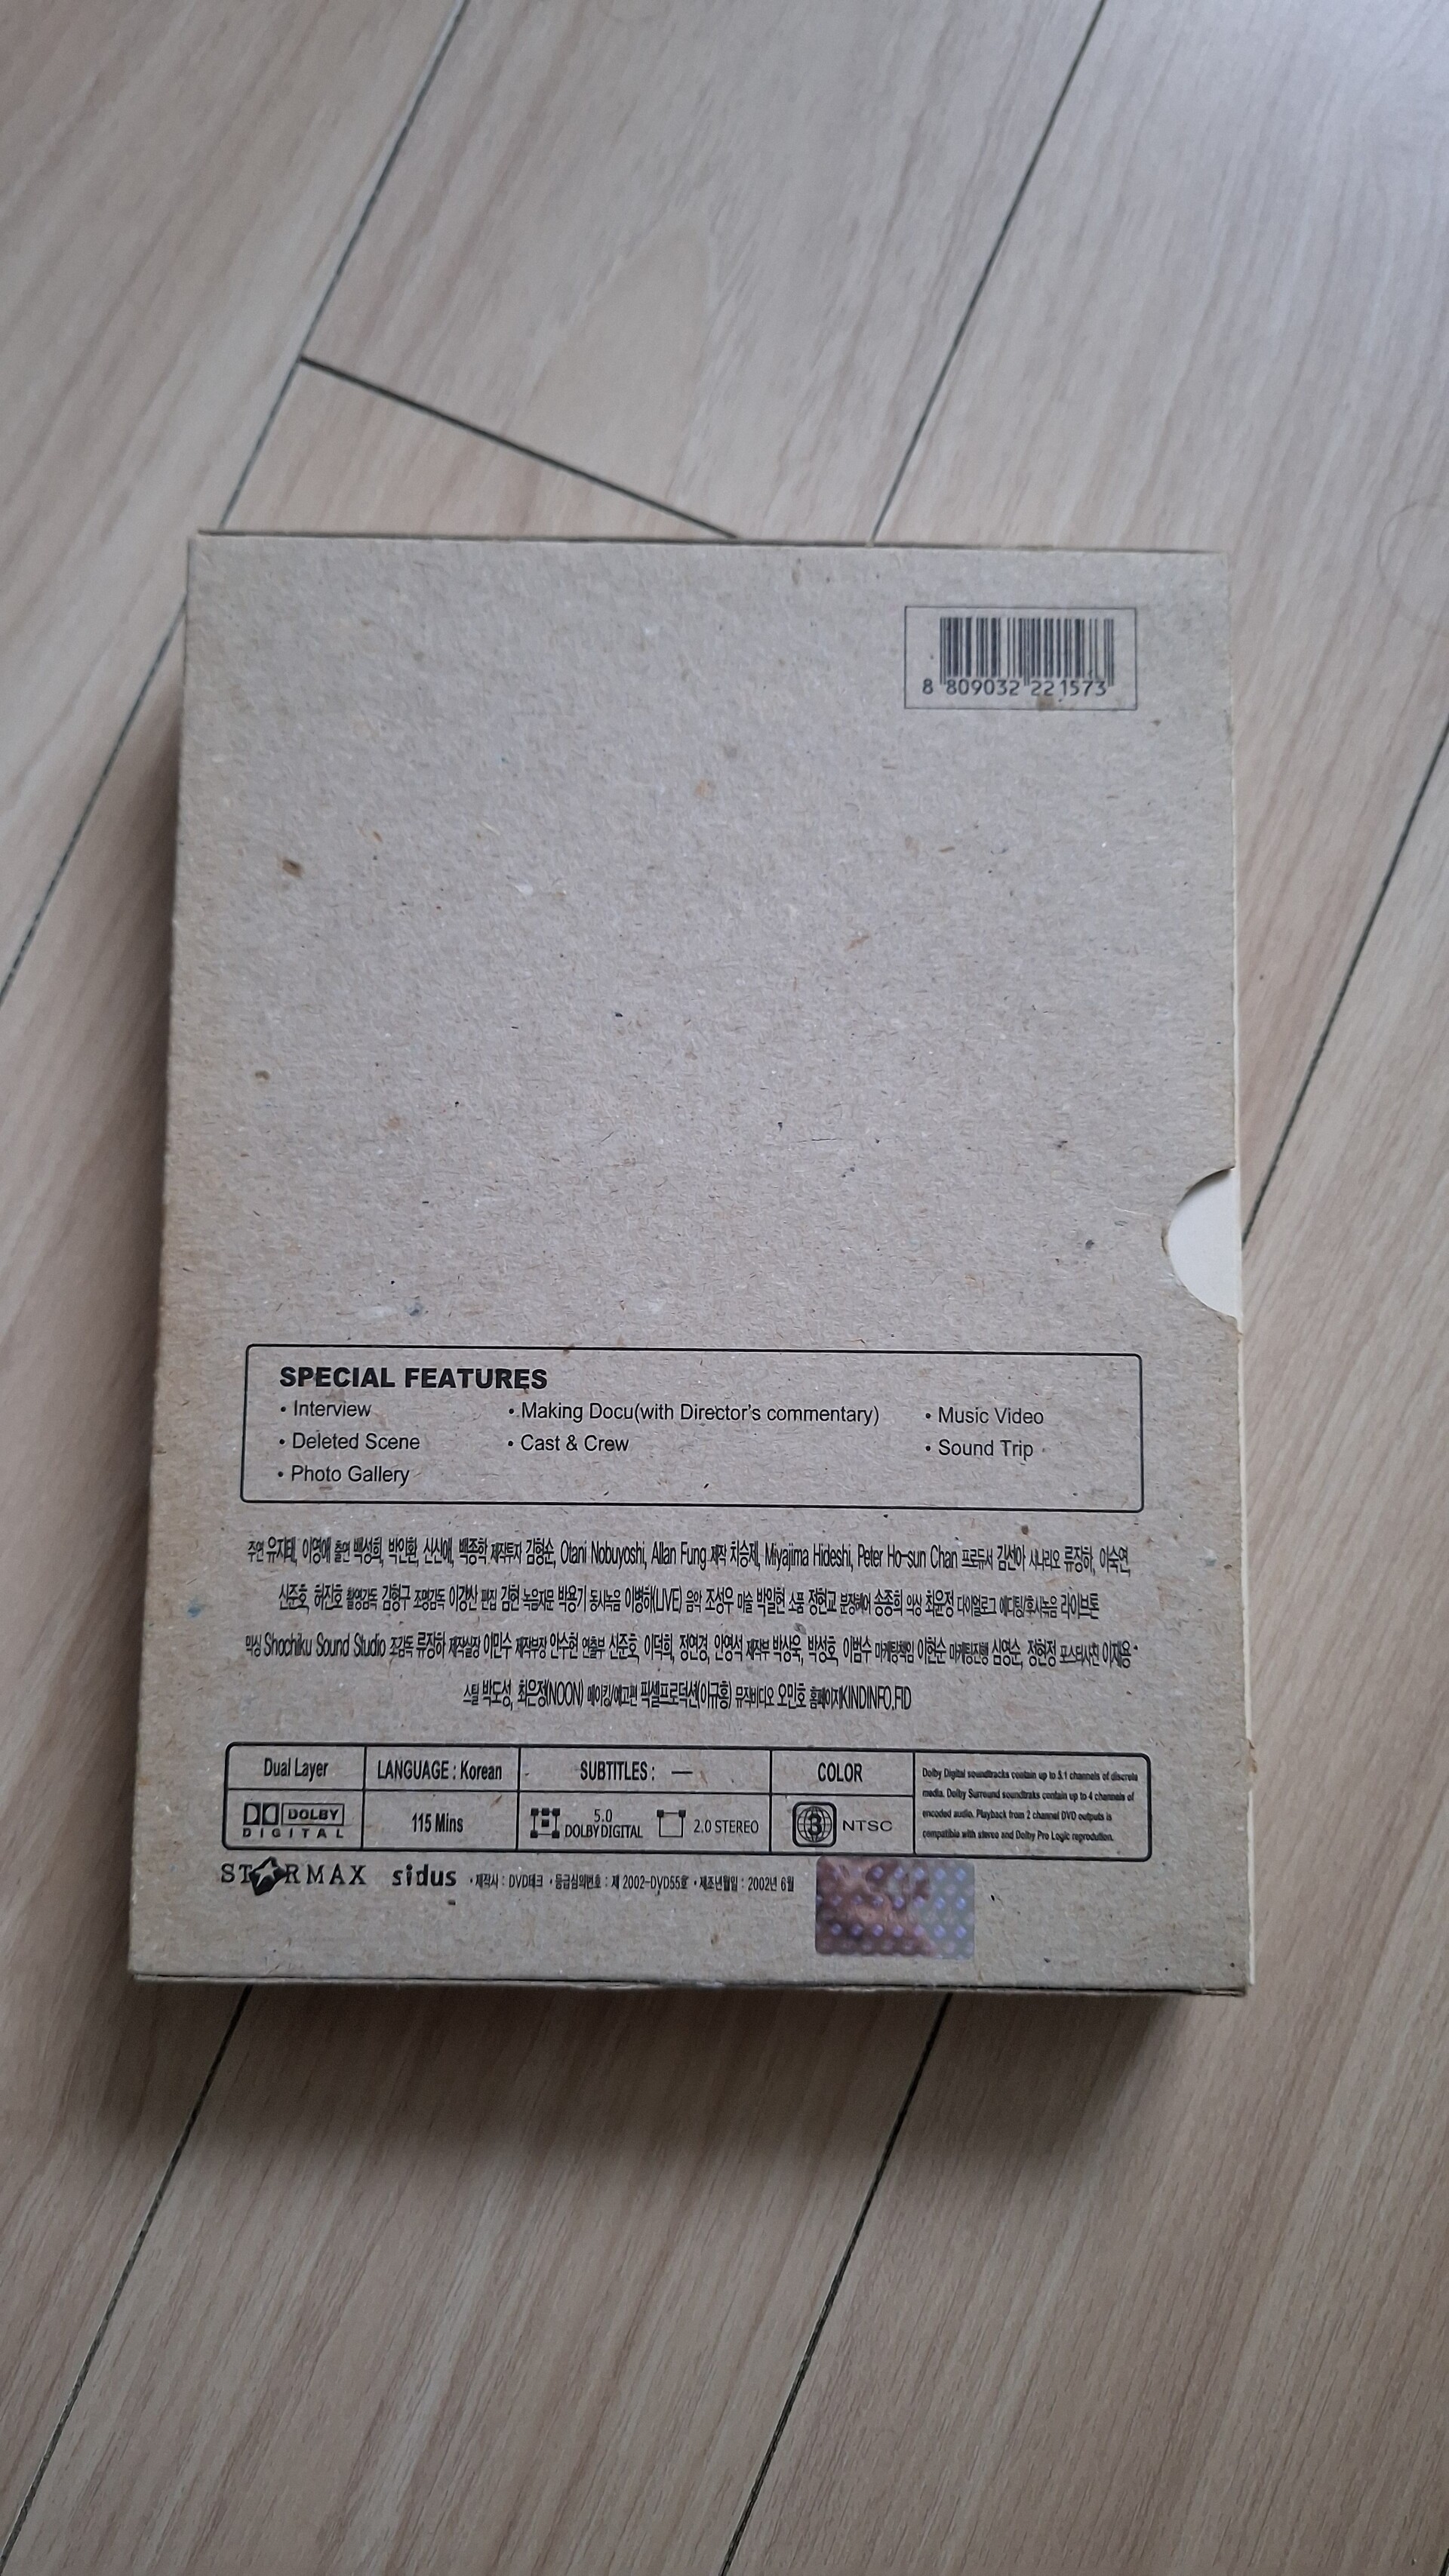 8 809032 221573
SPECIAL FEATURES
• Interview • Making Docu(with Director's commentary) • Music Video
• Deleted Scene • Cast & Crew • Sound Trip
• Photo Gallery
주연 유지태, 이영애 출연 백성희, 박인환, 신신애, 백종학 제작투자 김형순, Otani Nobuyoshi, Allan Fung 제작 차승재, Miyajima Hideshi, Peter Ho-sun Chan 프로듀서 김선아 시나리오 류장하, 이숙연,
신준호, 허진호 촬영감독 김형구 조명감독 이강산 편집 김현 녹음자문 박용기 동시녹음 이병하(LIVE) 음악 조성우 미술 박일현 소품 정현교 분장헤어 송종희 의상 최윤정 다이얼로그 에디팅/후시녹음 라이브톤
믹싱 Shochiku Sound Studio 조감독 류장하 제작실장 이민수 제작부장 안수현 연출부 신준호, 이덕희, 정연경, 안영석 제작부 박상욱, 박성호, 이범수 마케팅책임 이현순 마케팅진행 심영순, 정현정 포스터사진 이재용
스틸 박도성, 최은정(NOON) 메이킹/예고편 픽셀프로덕션(이규홍) 뮤직비디오 오민호 홈페이지KINDINFO,FID
Dual Layer LANGUAGE : Korean SUBTITLES : — COLOR
DOLBY DIGITAL 115 Mins 5.0 DOLBY DIGITAL 2.0 STEREO 3 NTSC
Dolby Digital soundtracks contain up to 5.1 channels of discrete
media. Dolby Surround soundtraks contain up to 4 channels of
encoded audio. Playback from 2 channel DVD outputs is
compatible with stereo and Dolby Pro Logic reprodution.
STARMAX sidus • 제작사 : DVD테크 • 등급심의번호 : 제 2002-DVD55호 • 제조년월일 : 2002년 6월